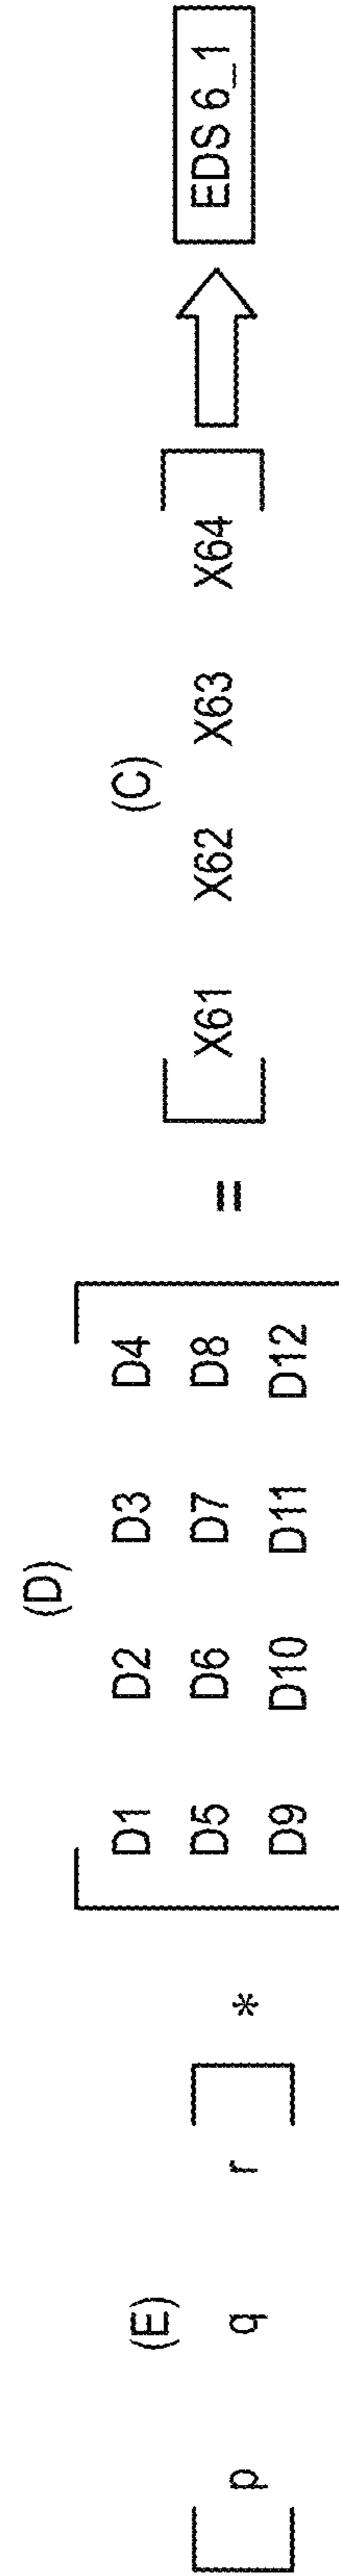 (E)
[ p q r ]
*
(D)
D1 D2 D3 D4
D5 D6 D7 D8
D9 D10 D11 D12
=
(C)
[ X61 X62 X63 X64 ]
EDS 6_1